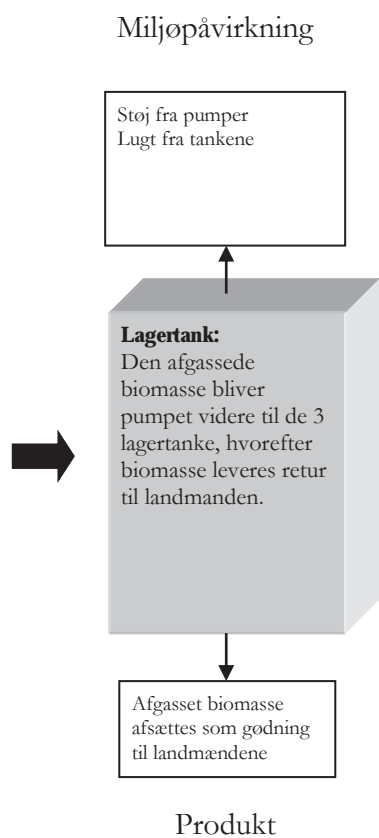 Miljøpåvirkning
Støj fra pumper
Lugt fra tankene
Lagertank:
Den afgassede
biomasse bliver
pumpet videre til de 3
lagertanke, hvorefter
biomasse leveres retur
til landmanden.
Afgasset biomasse
afsættes som gødning
til landmændene
Produkt